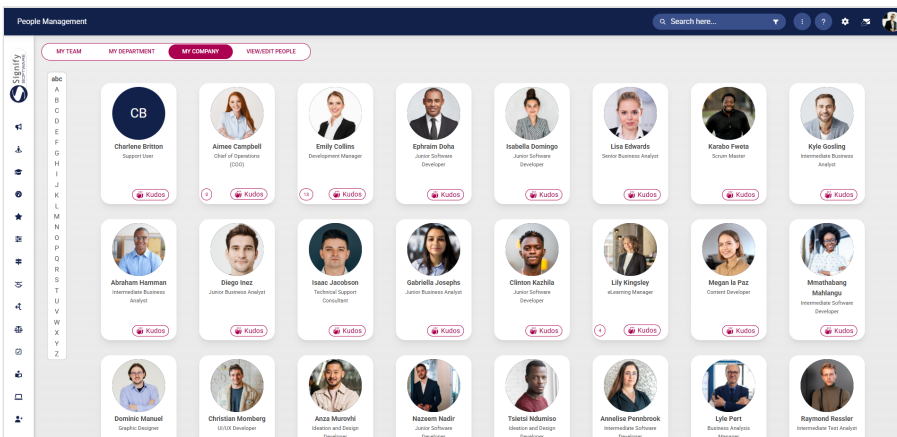 People Management
Search here...
?
Signify
MY TEAM
MY DEPARTMENT
MY COMPANY
VIEW/EDIT PEOPLE
abc
A
B
C
D
E
F
G
H
I
J
K
L
M
N
O
P
Q
R
S
T
U
V
W
X
Y
Z
CB
Charlene Britton
Support User
Kudos
Aimee Campbell
Chief of Operations
(COO)
Kudos
Emily Collins
Development Manager
13
Kudos
Ephraim Doha
Junior Software
Developer
Kudos
Isabella Domingo
Junior Software
Developer
Kudos
Lisa Edwards
Senior Business Analyst
Kudos
Karabo Fweta
Scrum Master
Kudos
Kyle Gosling
Intermediate Business
Analyst
Kudos
Abraham Hamman
Intermediate Business
Analyst
Kudos
Diego Inez
Junior Business Analyst
Kudos
Isaac Jacobson
Technical Support
Consultant
Kudos
Gabriella Josephs
Junior Business Analyst
Kudos
Clinton Kazhila
Junior Software
Developer
Kudos
Lily Kingsley
eLearning Manager
4
Kudos
Megan la Paz
Content Developer
Kudos
Mmathabang
Mahlangu
Intermediate Software
Developer
Kudos
Dominic Manuel
Graphic Designer
Christian Momberg
UI/UX Developer
Anza Murovhi
Ideation and Design
Developer
Nazeem Nadir
Junior Software
Developer
Tsietsi Ndumiso
Ideation and Design
Developer
Annelise Pennbrook
Intermediate Software
Developer
Lyle Pert
Business Analysis
Manager
Raymond Ressler
Intermediate Test Analyst